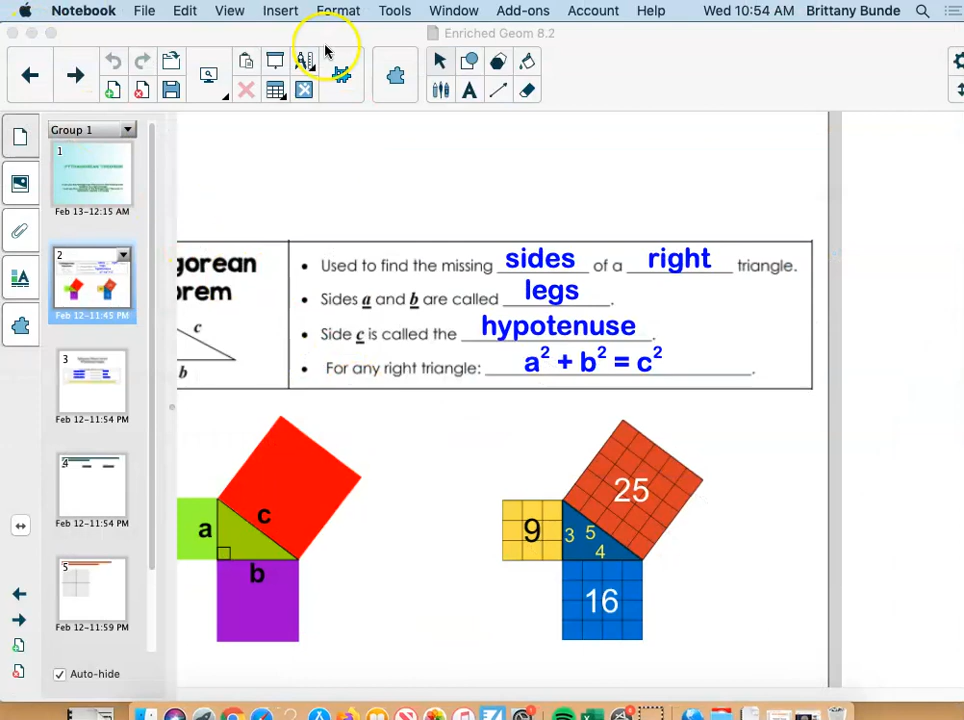 Notebook File Edit View Insert Format Tools Window Add-ons Account Help Wed 10:54 AM Brittany Bunde
Enriched Geom 8.2
Group 1
1
Feb 13-12:15 AM
2
Feb 12-11:45 PM
3
Feb 12-11:54 PM
4
Feb 12-11:54 PM
5
Feb 12-11:59 PM
Auto-hide
gorean
orem
c
b
• Used to find the missing sides of a right triangle.
• Sides a and b are called legs.
• Side c is called the hypotenuse.
• For any right triangle: a² + b² = c².
a
c
b
25
9
3
5
4
16